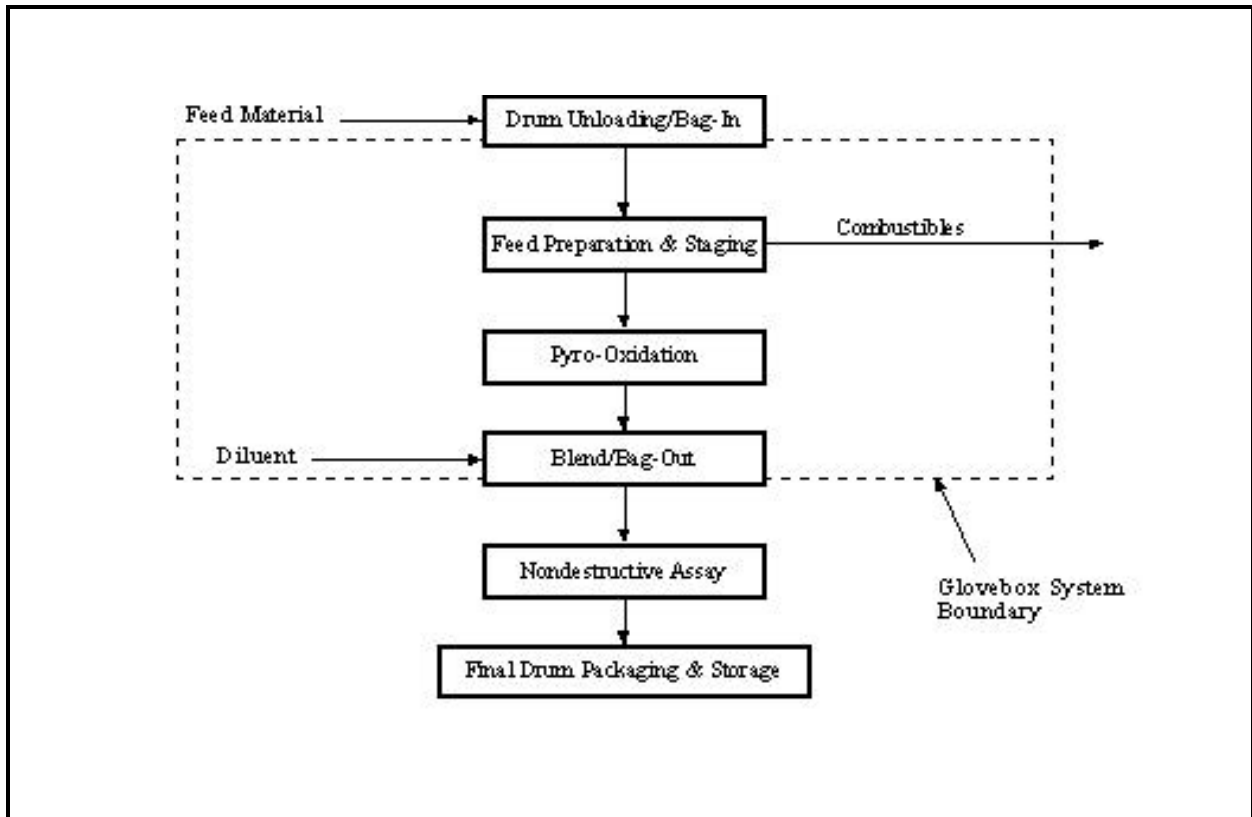 Feed Material
Drum Unloading/Bag-In
Feed Preparation & Staging
Combustibles
Pyro-Oxidation
Diluent
Blend/Bag-Out
Nondestructive Assay
Glovebox System
Boundary
Final Drum Packaging & Storage